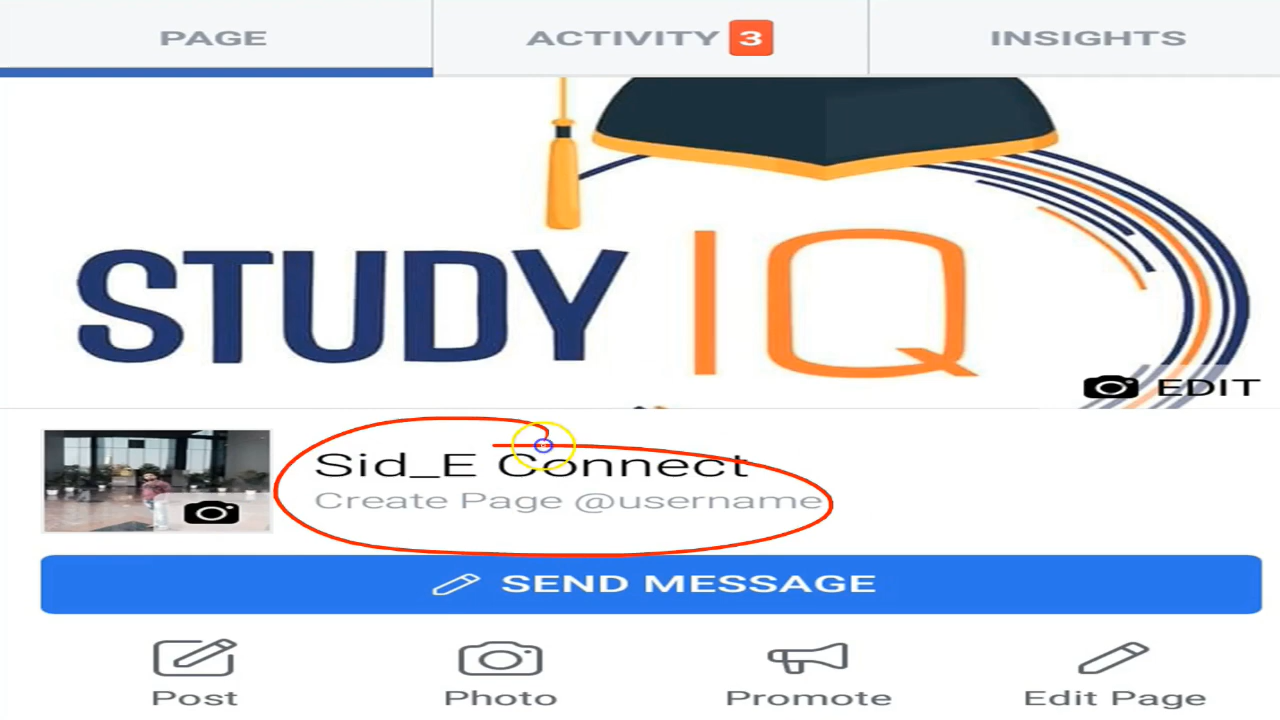 PAGE ACTIVITY 3 INSIGHTS
STUDY IQ
EDIT
Sid_E Connect
Create Page @username
SEND MESSAGE
Post Photo Promote Edit Page